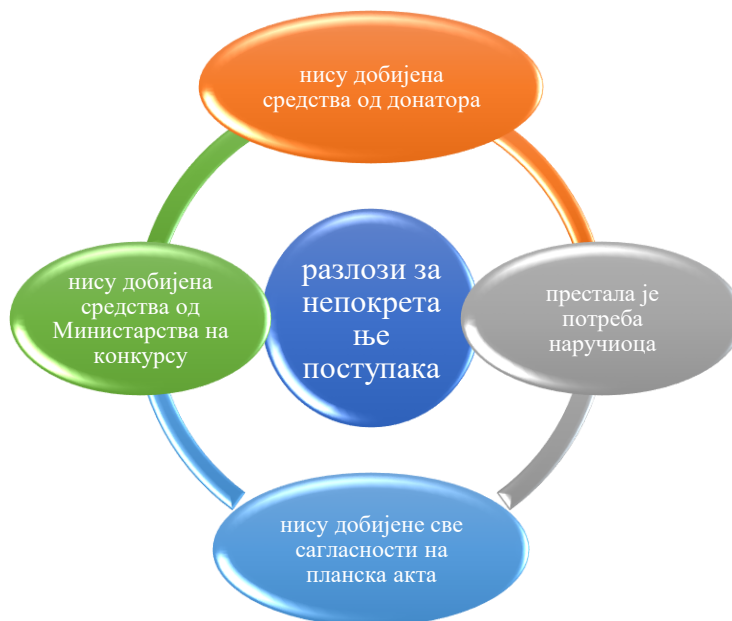 нису добијена
средства од донатора
нису добијена
средства од
Министарства на
конкурсу
разлози за
непокрета
ње
поступака
престала је
потреба
наручиоца
нису добијене све
сагласности на
планска акта